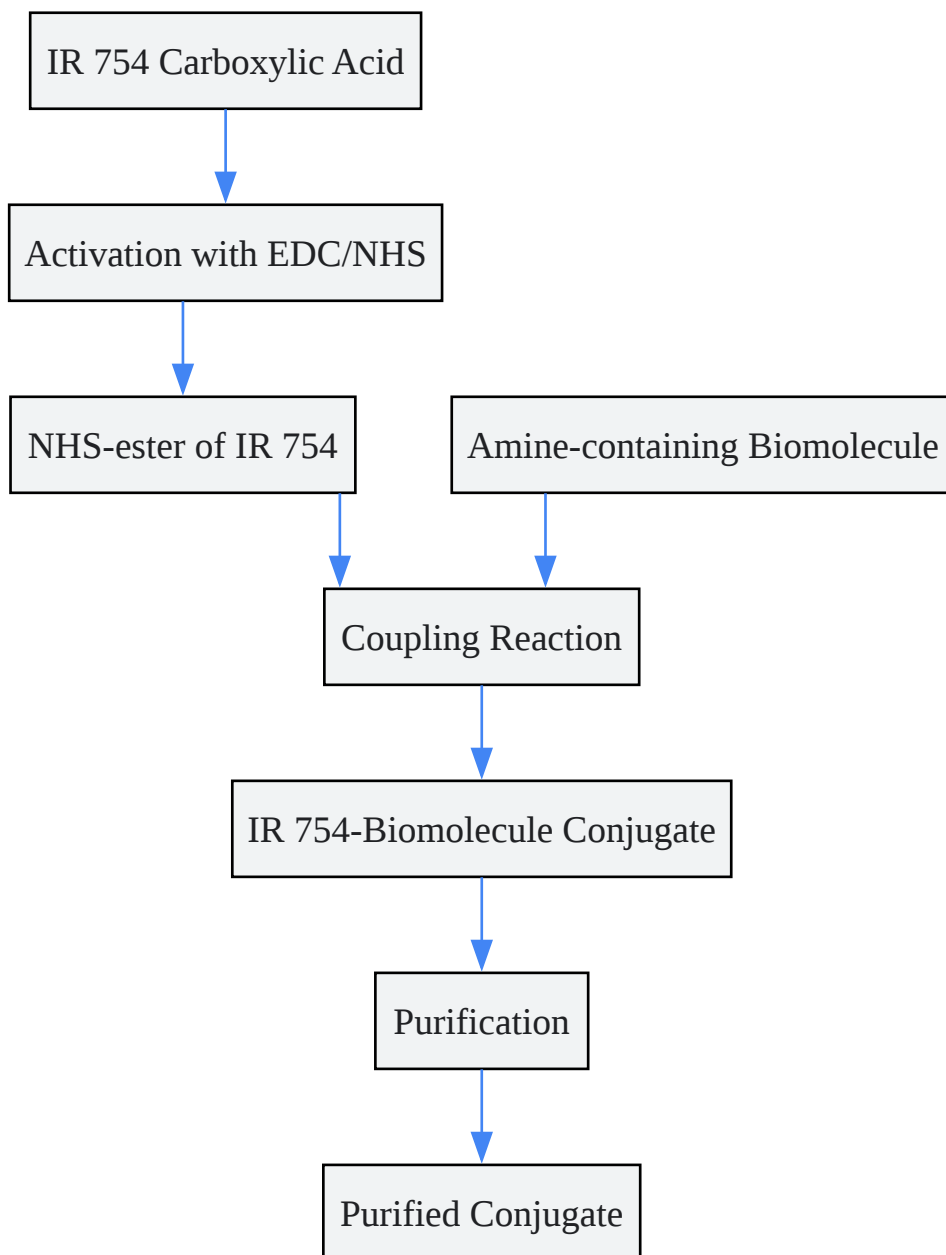 IR 754 Carboxylic Acid
Activation with EDC/NHS
NHS-ester of IR 754
Amine-containing Biomolecule
Coupling Reaction
IR 754-Biomolecule Conjugate
Purification
Purified Conjugate